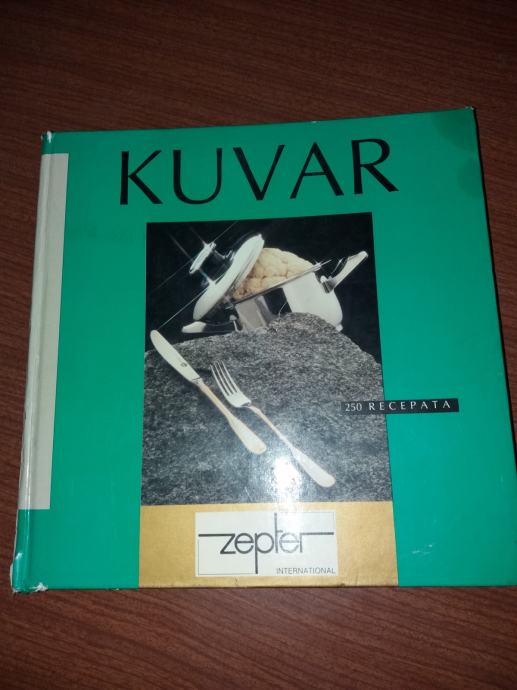 KUVAR
250 RECEPATA
zepter
INTERNATIONAL